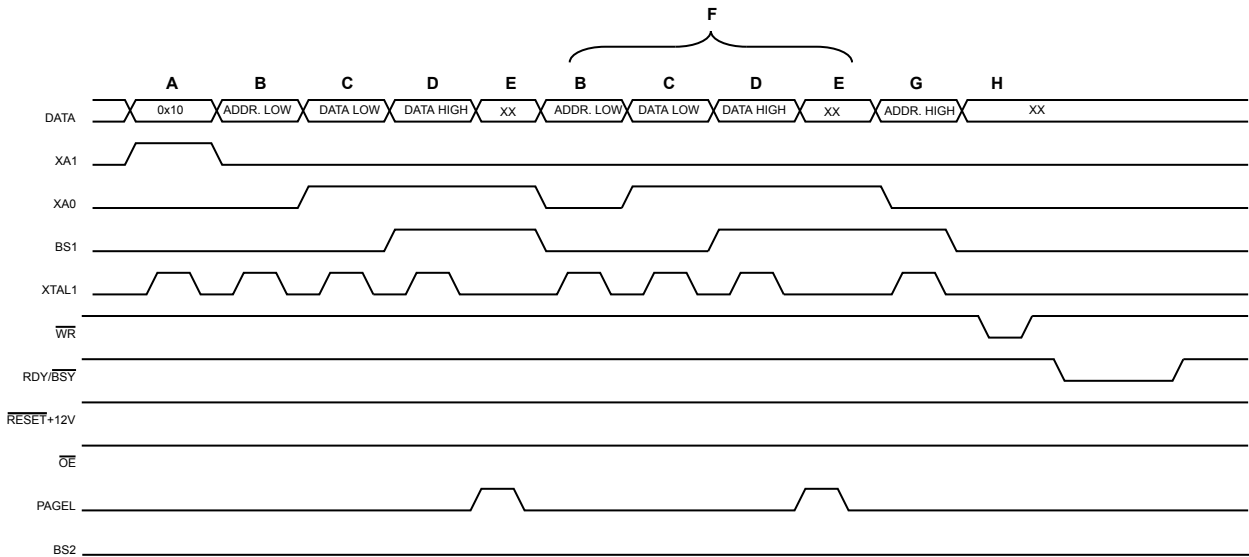 F
A B C D E B C D E G H
DATA 0x10 ADDR. LOW DATA LOW DATA HIGH XX ADDR. LOW DATA LOW DATA HIGH XX ADDR. HIGH XX
XA1
XA0
BS1
XTAL1
WR
RDY/BSY
RESET+12V
OE
PAGEL
BS2